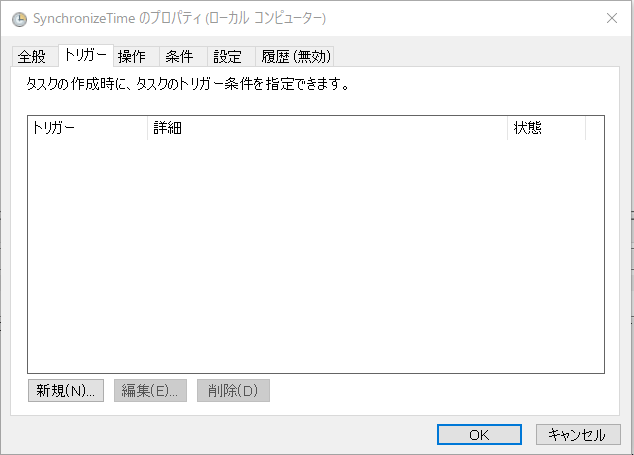 SynchronizeTime のプロパティ (ローカル コンピューター)
全般 トリガー 操作 条件 設定 履歴 (無効)
タスクの作成時に、タスクのトリガー条件を指定できます。
トリガー 詳細 状態
新規(N)... 編集(E)... 削除(D)
OK キャンセル